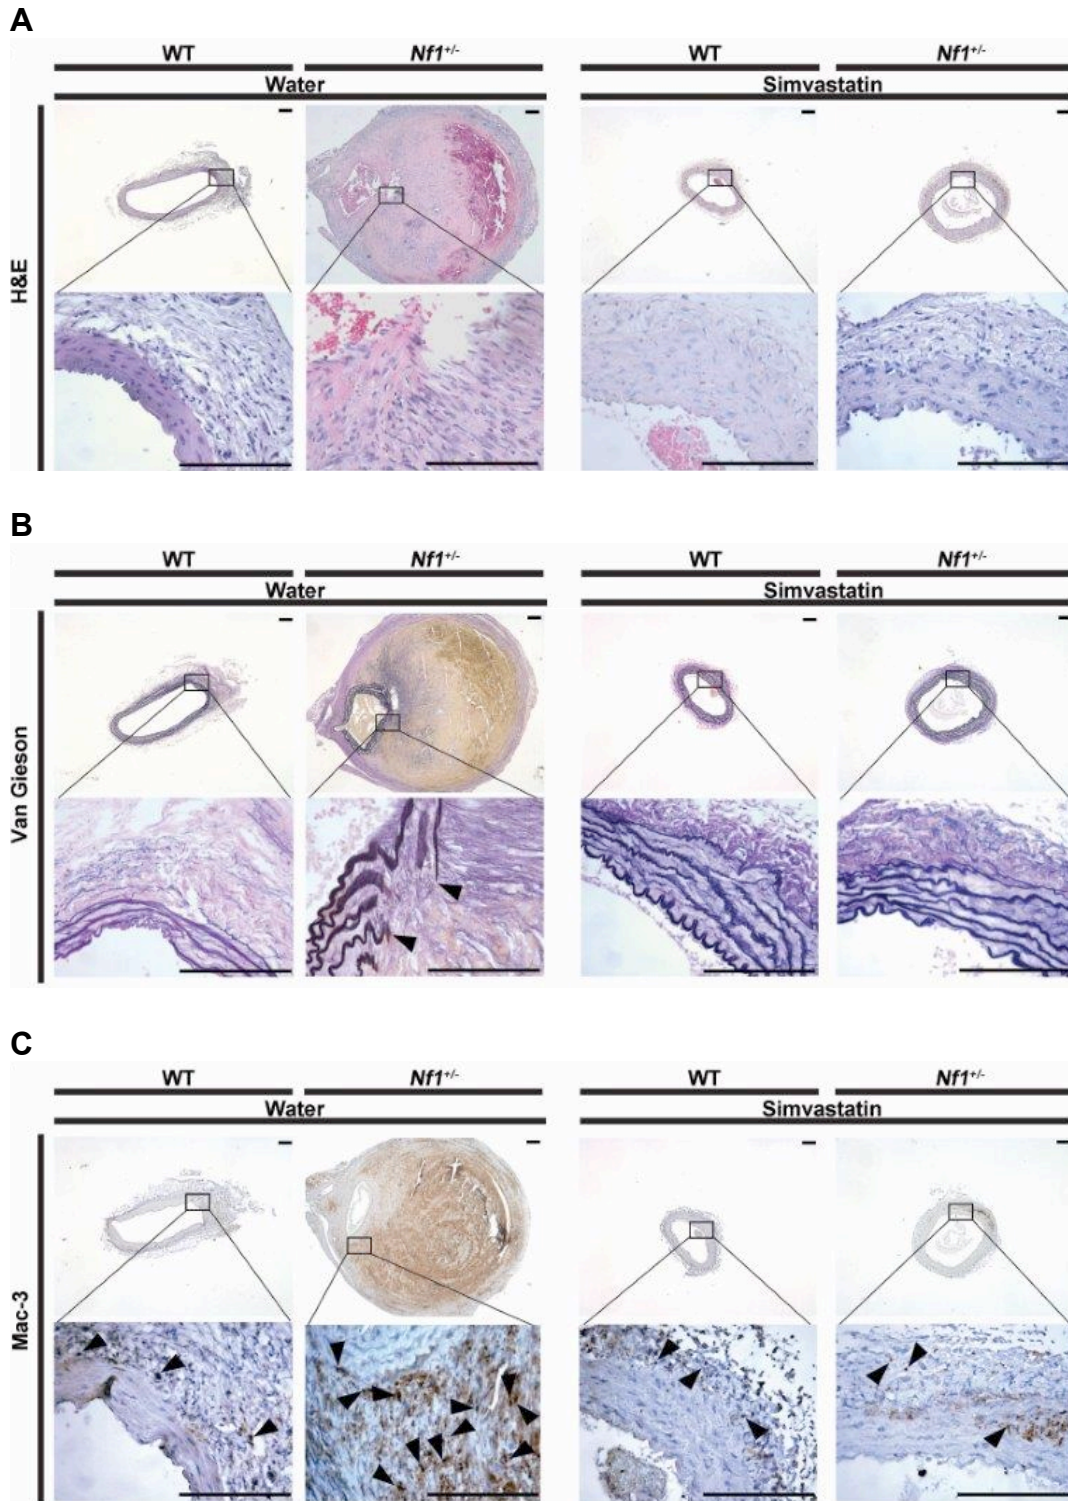 A
WT Nf1+/- WT Nf1+/-
Water Simvastatin
H&E
B
WT Nf1+/- WT Nf1+/-
Water Simvastatin
Van Gieson
C
WT Nf1+/- WT Nf1+/-
Water Simvastatin
Mac-3